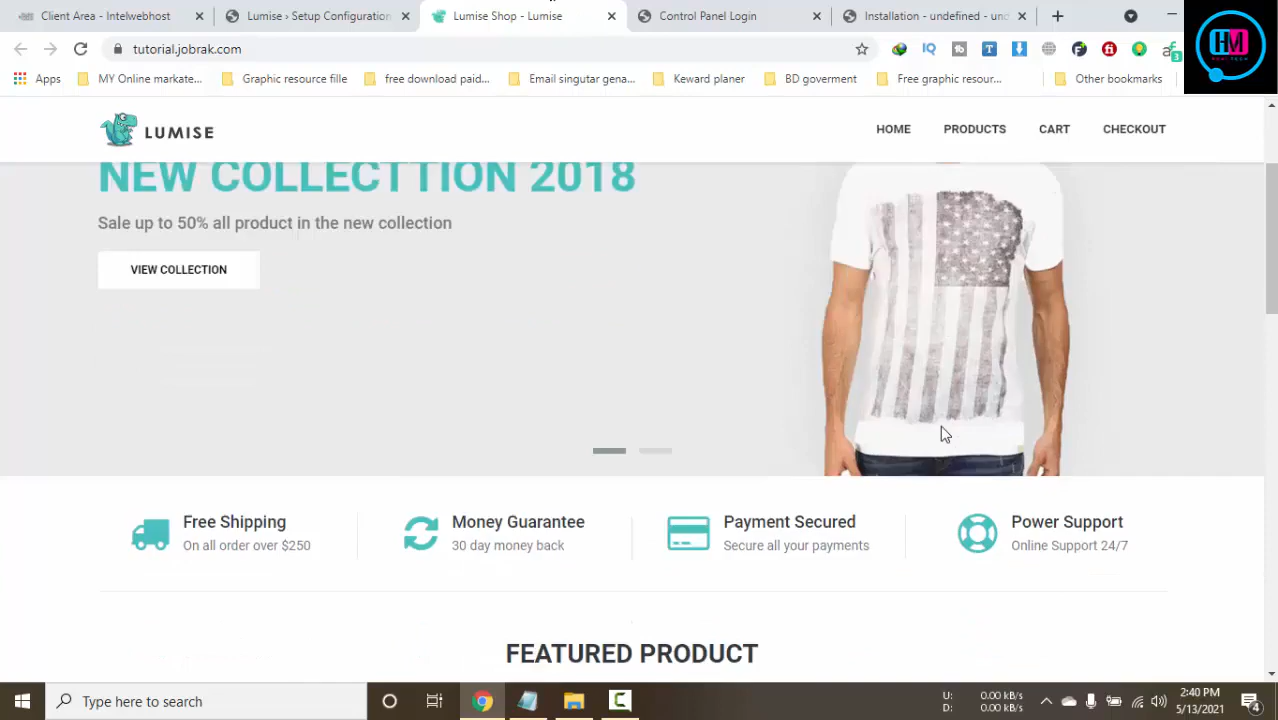 Client Area - Intelwebhost
Lumise › Setup Configuration
Lumise Shop - Lumise
Control Panel Login
Installation - undefined - und
tutorial.jobrak.com
Apps
MY Online markate...
Graphic resource fille
free download paid...
Email singutar gena...
Keward planer
BD goverment
Free graphic resour...
Other bookmarks
HM
LUMISE
HOME
PRODUCTS
CART
CHECKOUT
NEW COLLECTTION 2018
Sale up to 50% all product in the new collection
VIEW COLLECTION
Free Shipping
On all order over $250
Money Guarantee
30 day money back
Payment Secured
Secure all your payments
Power Support
Online Support 24/7
FEATURED PRODUCT
Type here to search
U: 0.00 kB/s
D: 0.00 kB/s
2:40 PM
5/13/2021
4